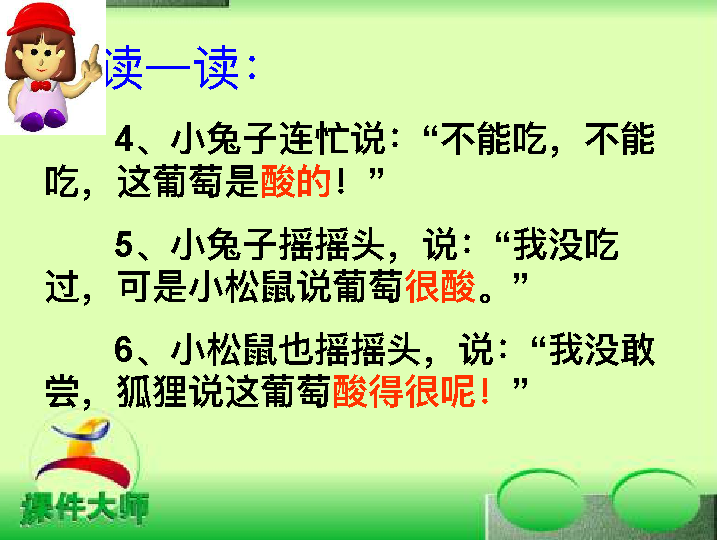 读一读：
4、小兔子连忙说：“不能吃，不能
吃，这葡萄是酸的！”
5、小兔子摇摇头，说：“我没吃
过，可是小松鼠说葡萄很酸。”
6、小松鼠也摇摇头，说：“我没敢
尝，狐狸说这葡萄酸得很呢！”
课件大师